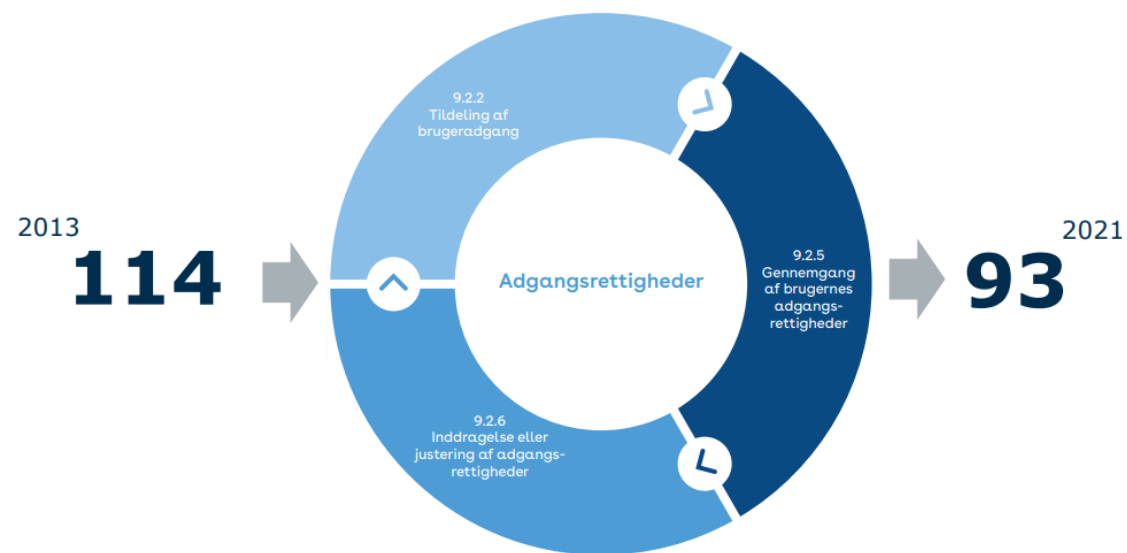 2013
114
9.2.2
Tildeling af
brugeradgang
Adgangsrettigheder
9.2.5
Gennemgang
af brugernes
adgangs-
rettigheder
9.2.6
Inddragelse eller
justering af adgangs-
rettigheder
2021
93